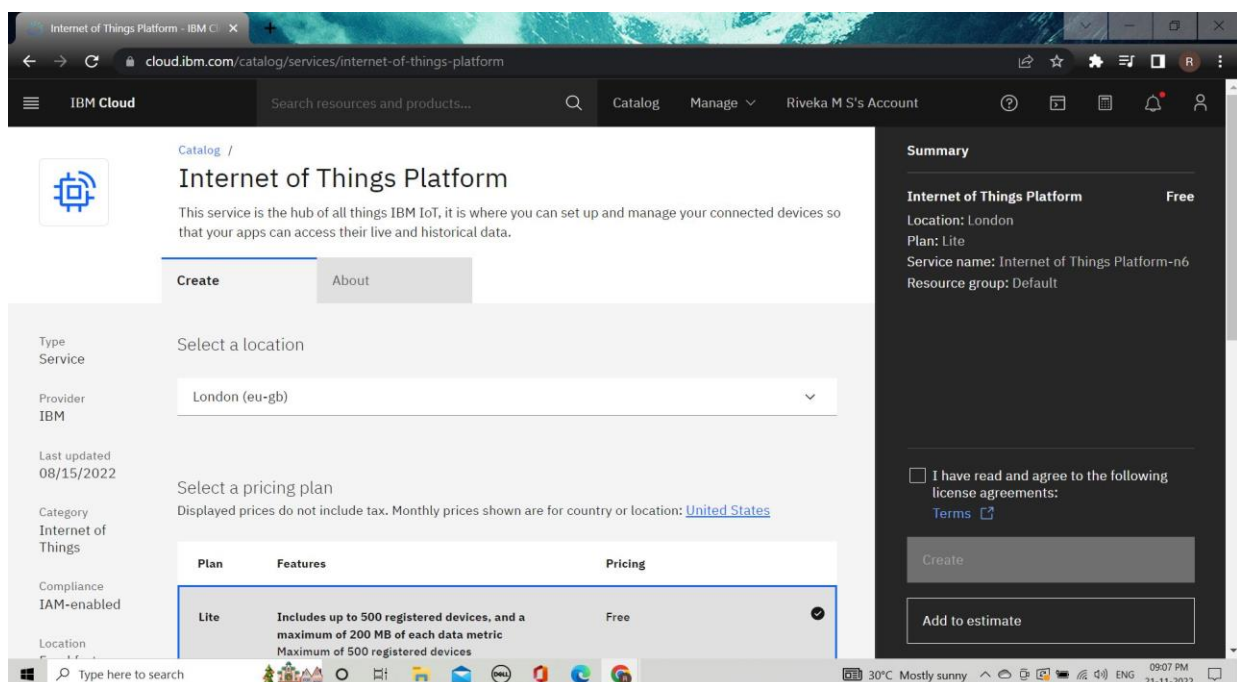 Internet of Things Platform - IBM Cl
cloud.ibm.com/catalog/services/internet-of-things-platform
R
IBM Cloud
Search resources and products...
Catalog
Manage
Riveka M S's Account
Catalog /
Internet of Things Platform
This service is the hub of all things IBM IoT, it is where you can set up and manage your connected devices so
that your apps can access their live and historical data.
Create
About
Type
Service
Provider
IBM
Last updated
08/15/2022
Category
Internet of
Things
Compliance
IAM-enabled
Location
Select a location
London (eu-gb)
Select a pricing plan
Displayed prices do not include tax. Monthly prices shown are for country or location: United States
Plan Features Pricing
Lite Includes up to 500 registered devices, and a Free
maximum of 200 MB of each data metric
Maximum of 500 registered devices
Summary
Internet of Things Platform Free
Location: London
Plan: Lite
Service name: Internet of Things Platform-n6
Resource group: Default
I have read and agree to the following
license agreements:
Terms
Create
Add to estimate
Type here to search
DELL
30°C Mostly sunny
ENG
09:07 PM
21-11-2022